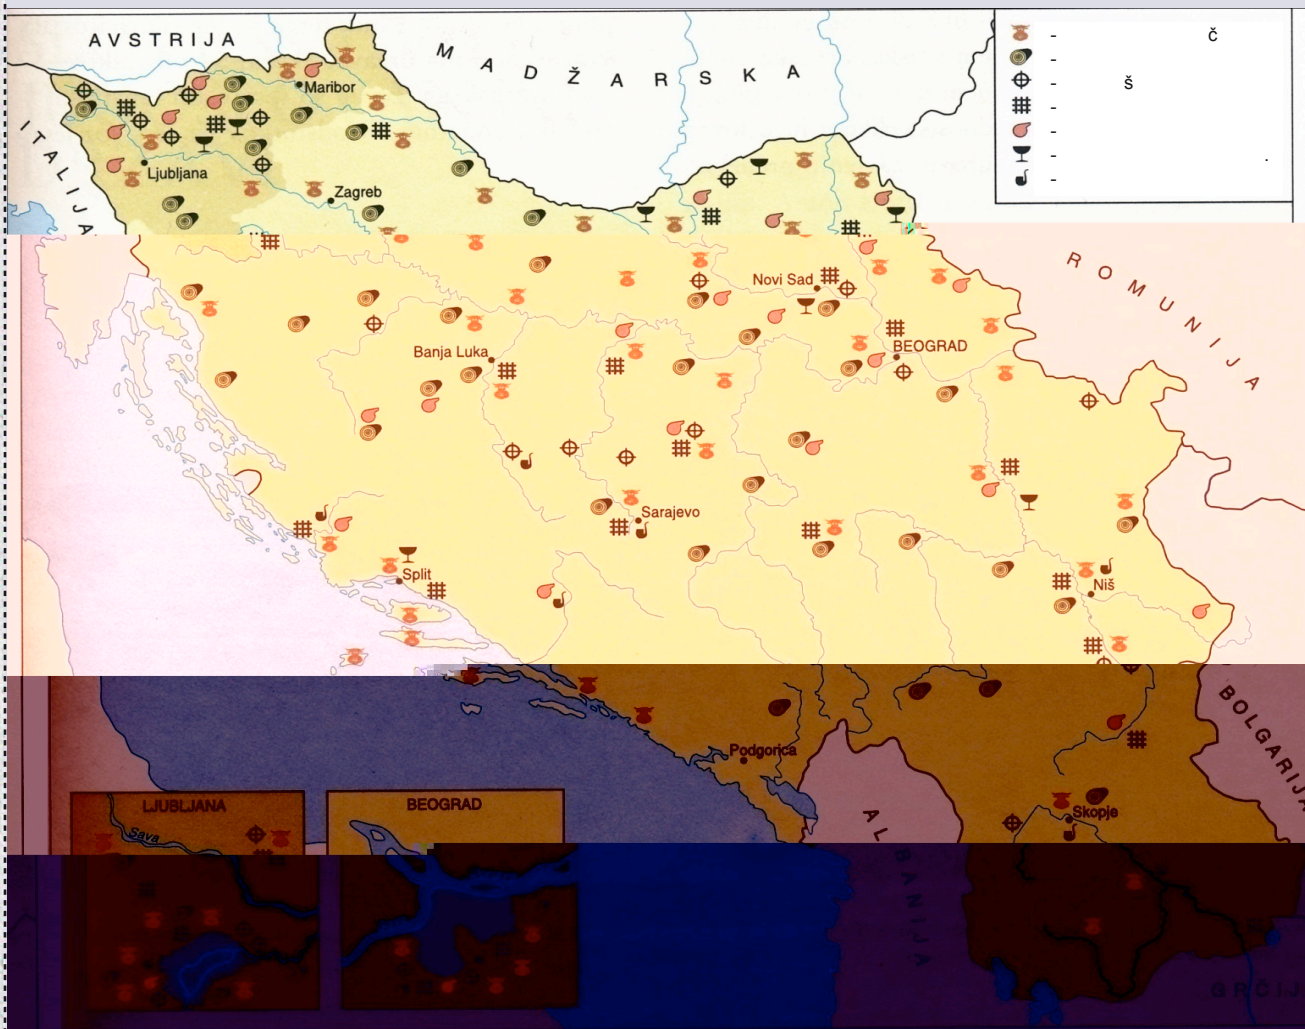 AVSTRIJA
MADŽARSKA
č
-
-
š
-
-
-
-
-
.
ITALIJA
Maribor
Ljubljana
Zagreb
...
...
ROMUNIJA
Novi Sad
BEOGRAD
Banja Luka
Sarajevo
Split
Niš
BOLGARIJA
Podgorica
Skopje
ALBANIJA
LJUBLJANA
Sava
BEOGRAD
GRČIJ